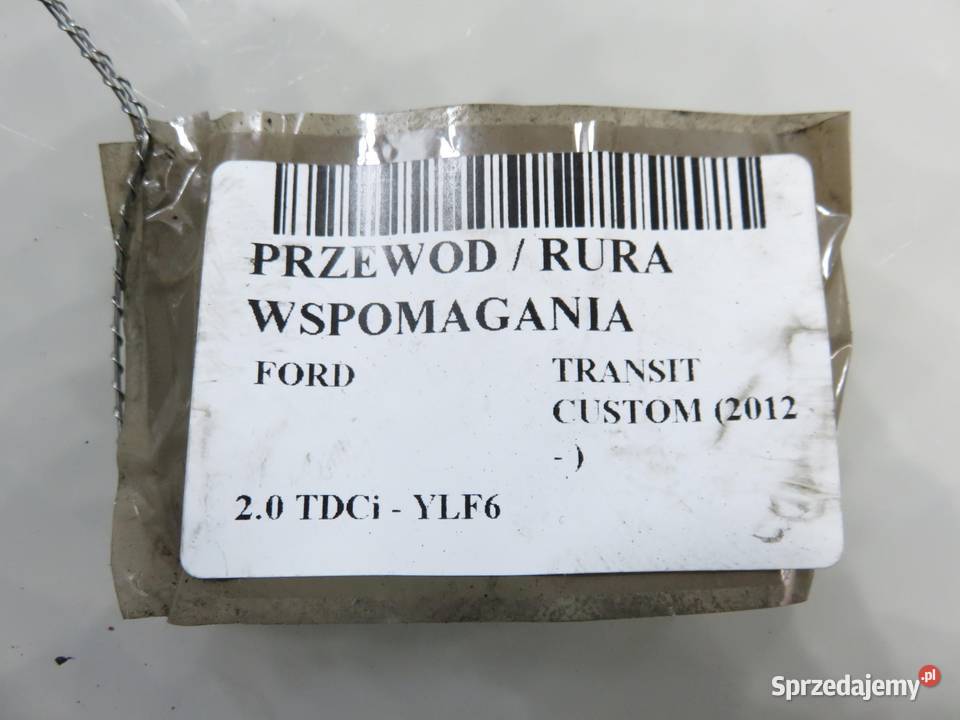 PRZEWOD / RURA
WSPOMAGANIA
FORD
TRANSIT
CUSTOM (2012
- )
2.0 TDCi - YLF6
Sprzedajemy.pl